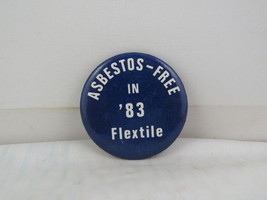 ASBESTOS-FREE
IN
'83
Flextile